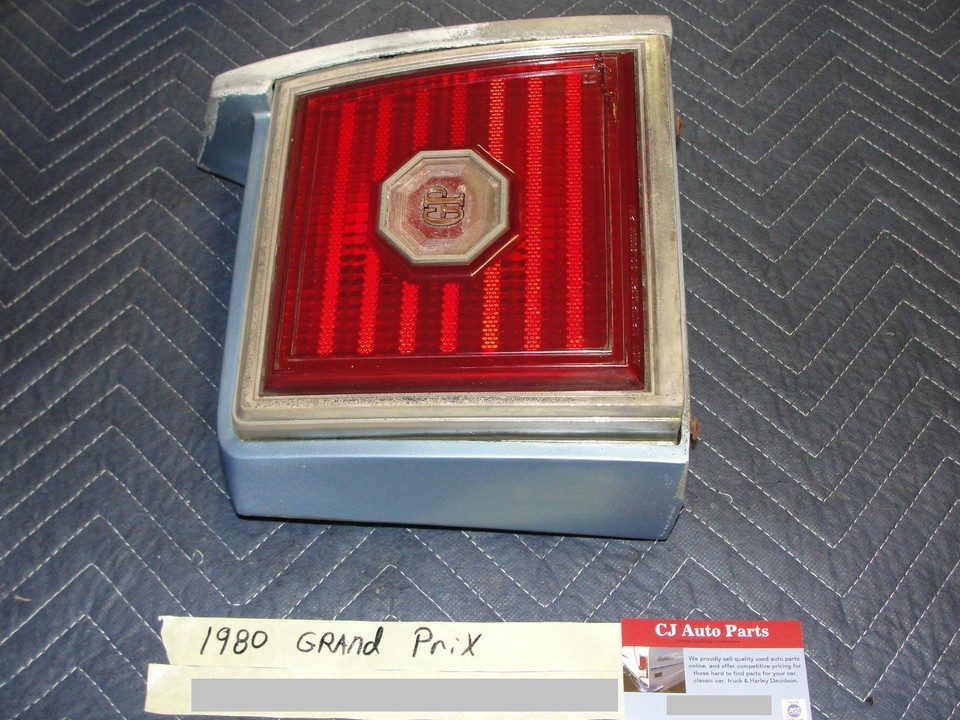 GP
1980 GRAnd PriX
CJ Auto Parts
We proudly sell quality used auto parts
online, and offer competitive pricing for
those hard to find parts for your car,
classic car, truck & Harley Davidson.